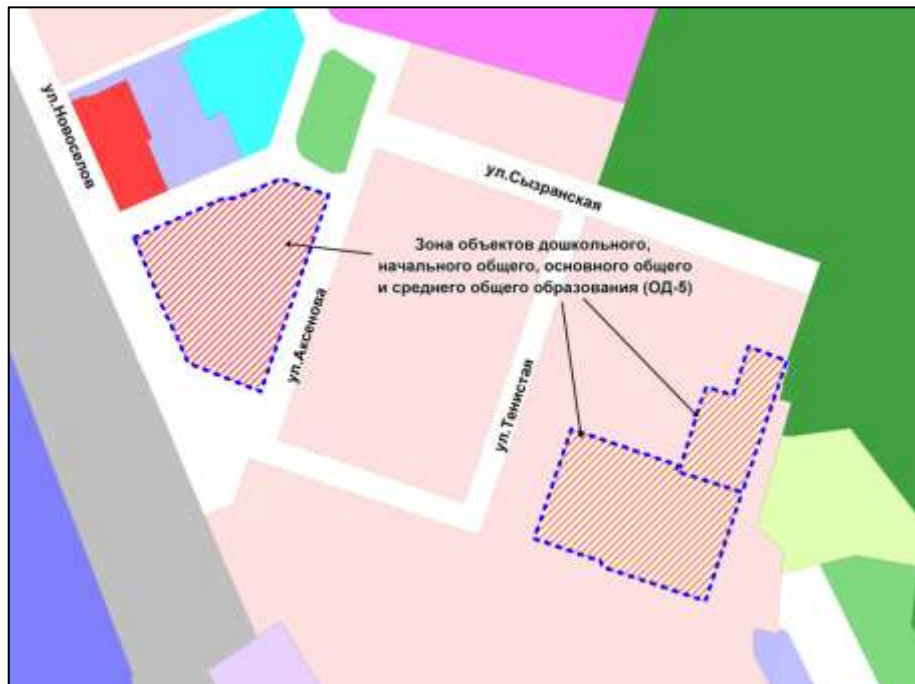 ул.Новоселов
ул.Сызранская
Зона объектов дошкольного,
начального общего, основного общего
и среднего общего образования (ОД-5)
ул.Аксенова
ул.Тенистая